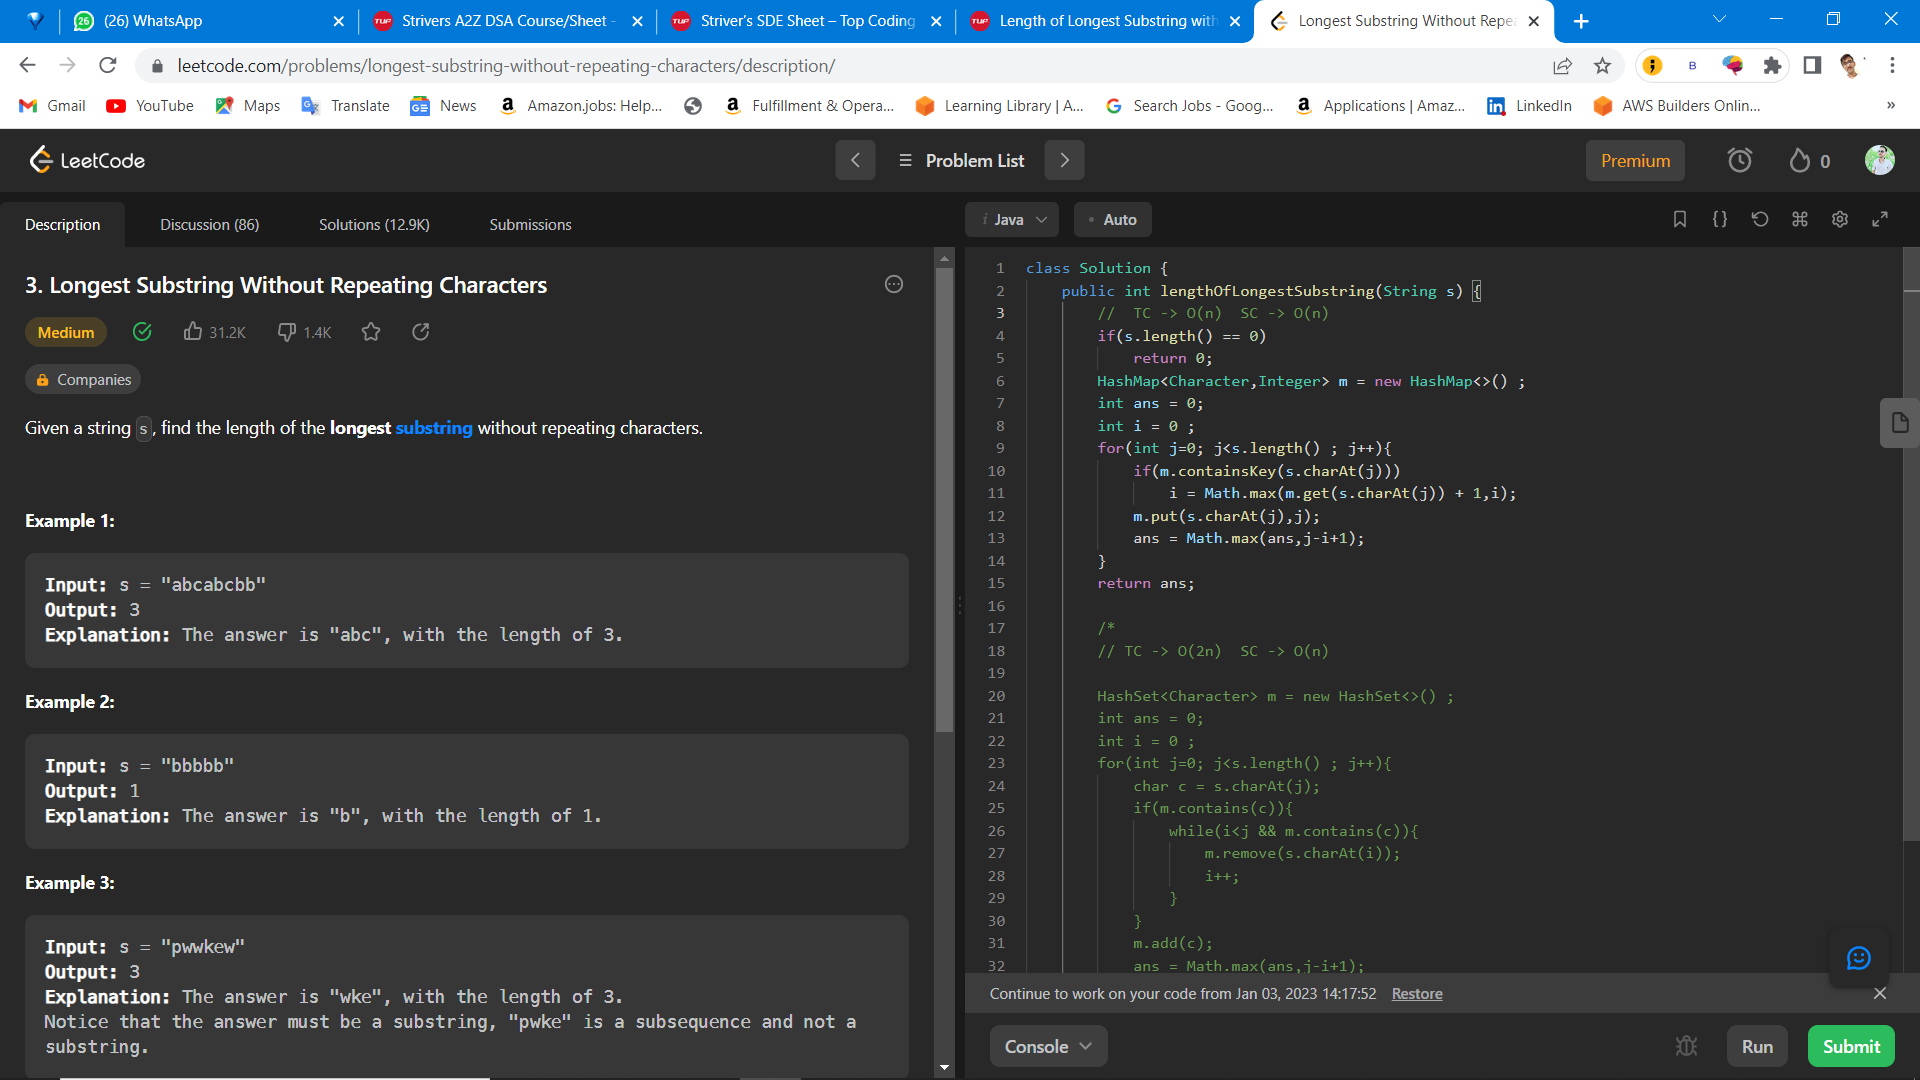 (26) WhatsApp
Strivers A2Z DSA Course/Sheet -
Striver's SDE Sheet – Top Coding
Length of Longest Substring with
Longest Substring Without Repe
leetcode.com/problems/longest-substring-without-repeating-characters/description/
Gmail
YouTube
Maps
Translate
News
Amazon.jobs: Help...
Fulfillment & Opera...
Learning Library | A...
Search Jobs - Goog...
Applications | Amaz...
LinkedIn
AWS Builders Onlin...
»
LeetCode
Problem List
Premium
0
Description
Discussion (86)
Solutions (12.9K)
Submissions
3. Longest Substring Without Repeating Characters
Medium
31.2K
1.4K
Companies
Given a string s, find the length of the longest substring without repeating characters.
Example 1:
Input: s = "abcabcbb"
Output: 3
Explanation: The answer is "abc", with the length of 3.
Example 2:
Input: s = "bbbbb"
Output: 1
Explanation: The answer is "b", with the length of 1.
Example 3:
Input: s = "pwwkew"
Output: 3
Explanation: The answer is "wke", with the length of 3.
Notice that the answer must be a substring, "pwke" is a subsequence and not a
substring.
i Java
• Auto
1 class Solution {
2 public int lengthOfLongestSubstring(String s) {
3 // TC -> O(n) SC -> O(n)
4 if(s.length() == 0)
5 return 0;
6 HashMap<Character,Integer> m = new HashMap<>() ;
7 int ans = 0;
8 int i = 0 ;
9 for(int j=0; j<s.length() ; j++){
10 if(m.containsKey(s.charAt(j)))
11 i = Math.max(m.get(s.charAt(j)) + 1,i);
12 m.put(s.charAt(j),j);
13 ans = Math.max(ans,j-i+1);
14 }
15 return ans;
16
17 /*
18 // TC -> O(2n) SC -> O(n)
19
20 HashSet<Character> m = new HashSet<>() ;
21 int ans = 0;
22 int i = 0 ;
23 for(int j=0; j<s.length() ; j++){
24 char c = s.charAt(j);
25 if(m.contains(c)){
26 while(i<j && m.contains(c)){
27 m.remove(s.charAt(i));
28 i++;
29 }
30 }
31 m.add(c);
32 ans = Math.max(ans,j-i+1);
Continue to work on your code from Jan 03, 2023 14:17:52 Restore
Console
Run
Submit